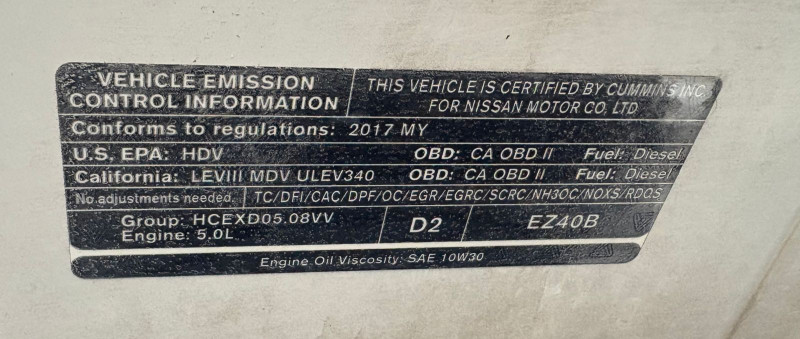 VEHICLE EMISSION
CONTROL INFORMATION
THIS VEHICLE IS CERTIFIED BY CUMMINS INC.
FOR NISSAN MOTOR CO, LTD
Conforms to regulations: 2017 MY
U.S. EPA: HDV OBD: CA OBD II Fuel: Diesel
California: LEVIII MDV ULEV340 OBD: CA OBD II Fuel: Diesel
No adjustments needed. TC/DFI/CAC/DPF/OC/EGR/EGRC/SCRC/NH3OC/NOXS/RDQS
Group: HCEXD05.08VV
Engine: 5.0L
D2
EZ40B
Engine Oil Viscosity: SAE 10W30